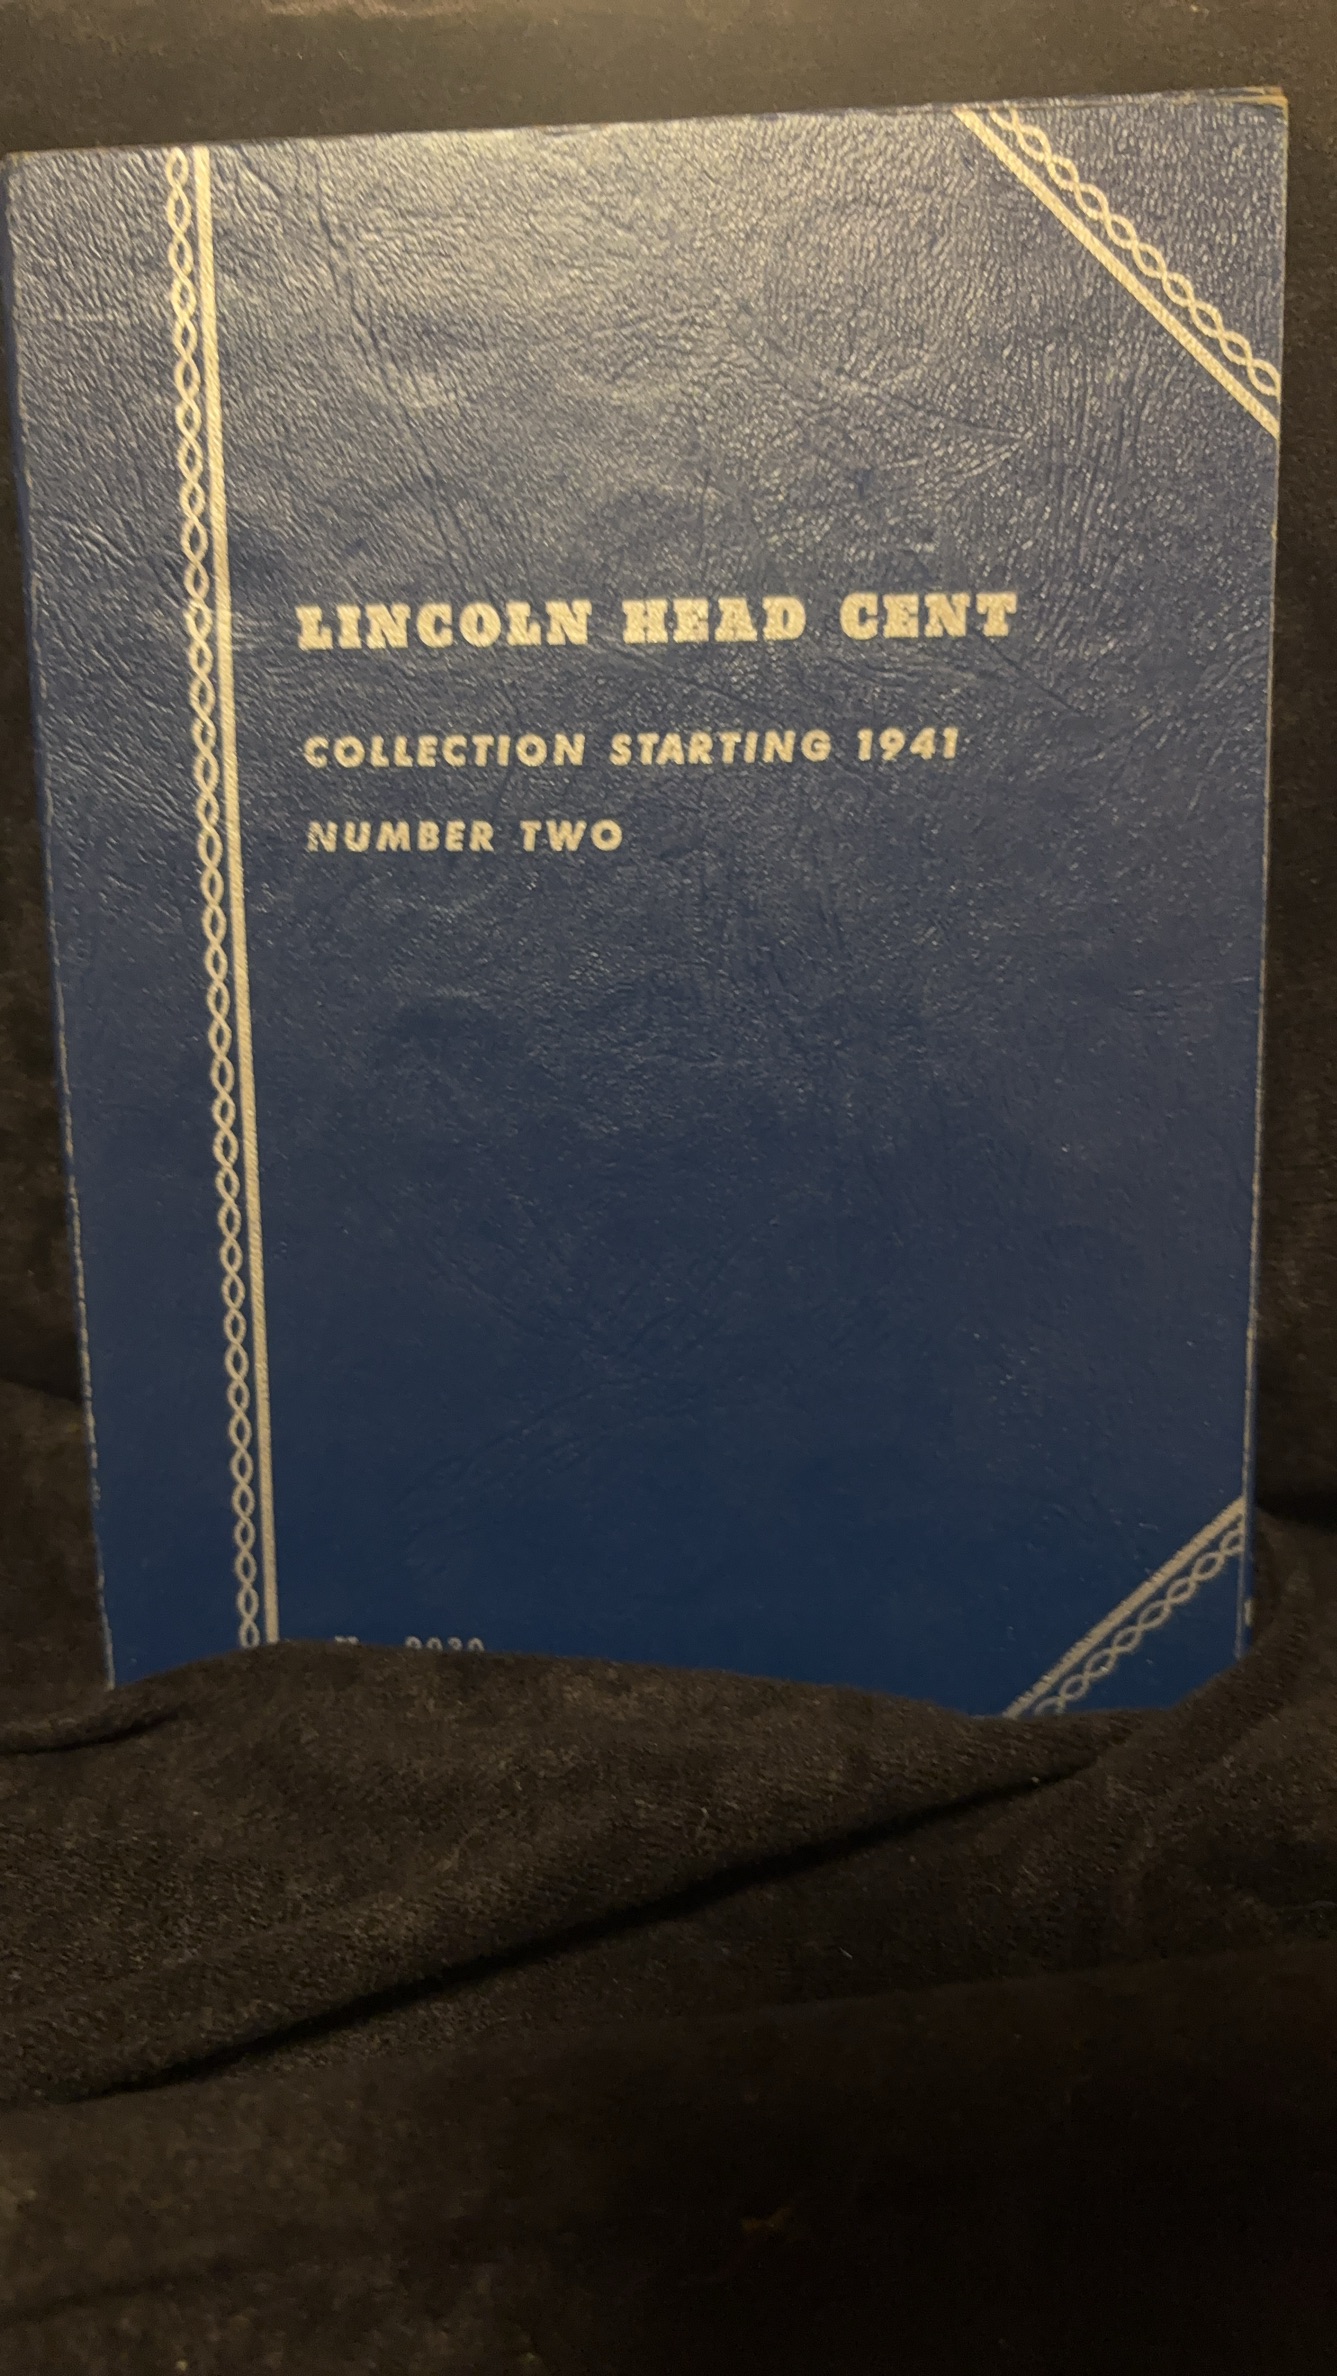 LINCOLN HEAD CENT
COLLECTION STARTING 1941
NUMBER TWO